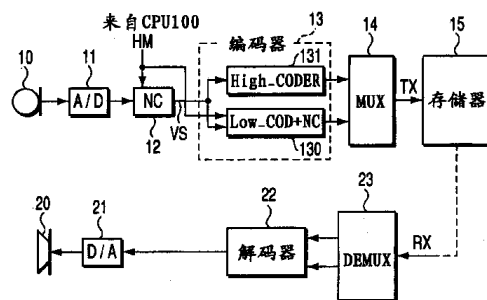 来自CPU100
HM
编码器
13
14
15
10
11
131
A/D
NC
High_CODER
MUX
TX
存储器
VS
12
Low_COD+NC
130
20
21
22
23
D/A
解码器
DEMUX
RX